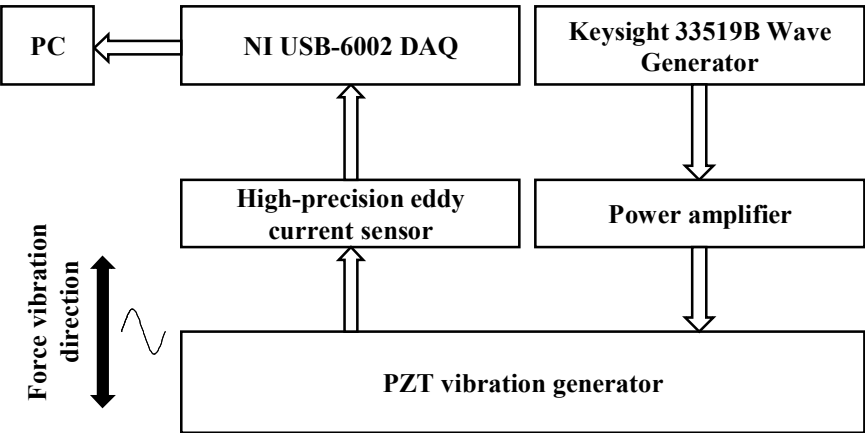 PC
NI USB-6002 DAQ
Keysight 33519B Wave
Generator
High-precision eddy
current sensor
Power amplifier
Force vibration
direction
PZT vibration generator